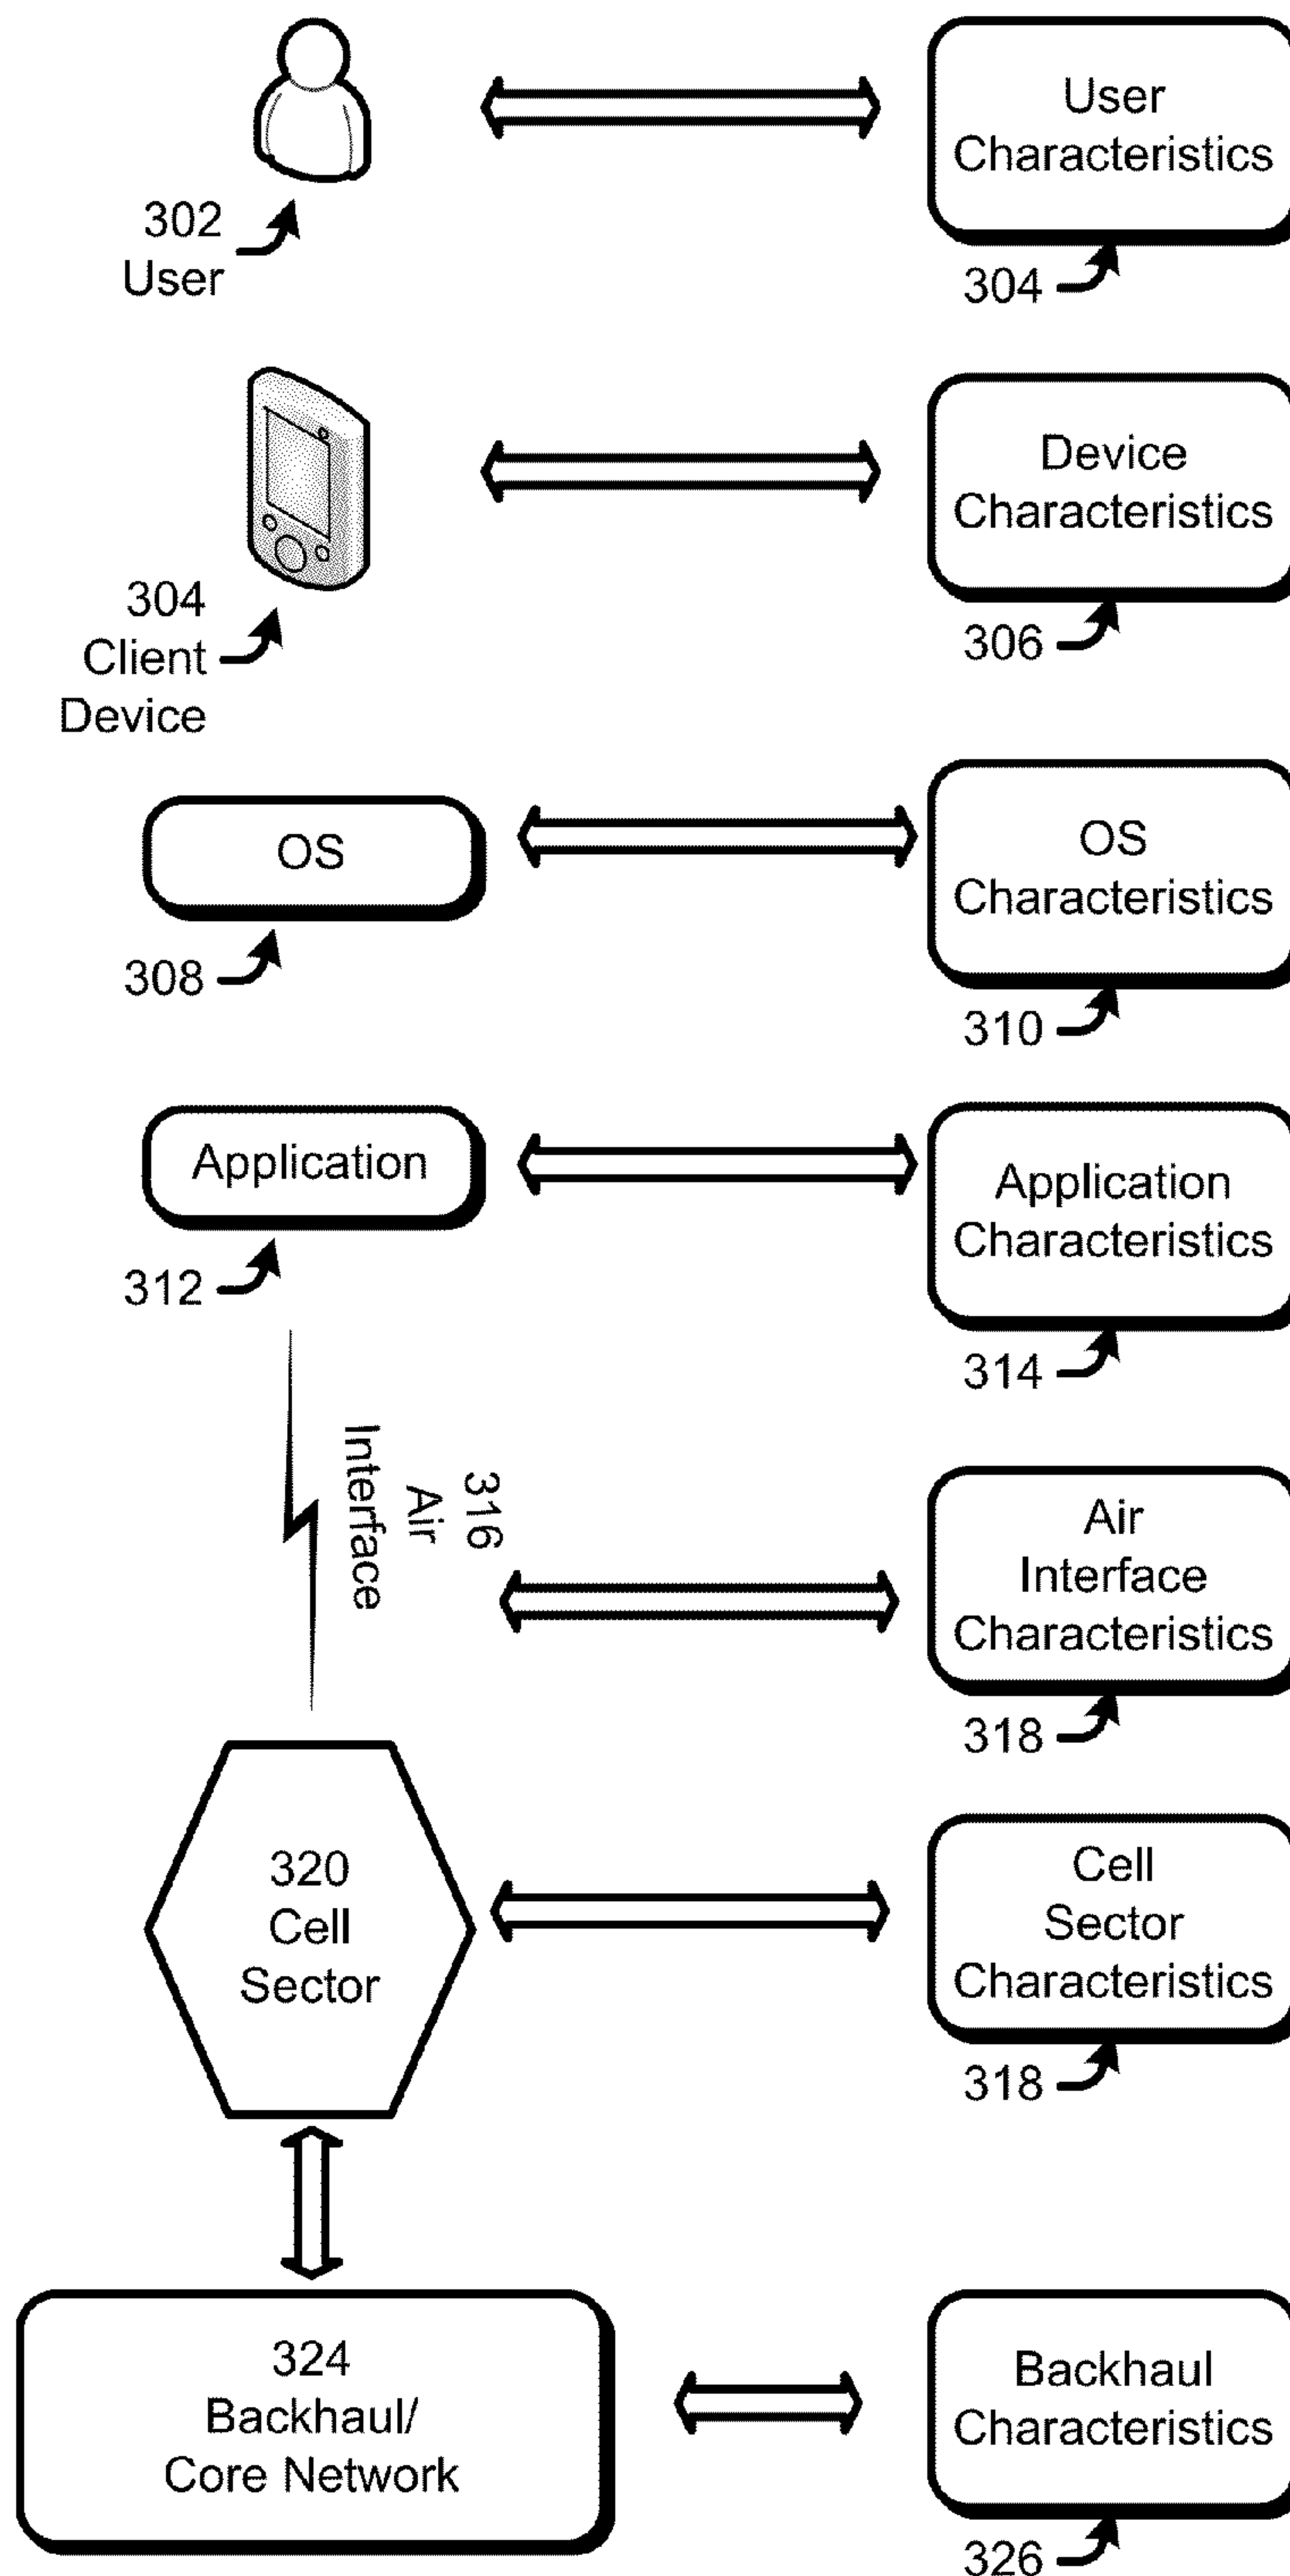 302
User
User
Characteristics
304
304
Client
Device
Device
Characteristics
306
OS
308
OS
Characteristics
310
Application
312
Application
Characteristics
314
316
Air
Interface
Air
Interface
Characteristics
318
320
Cell
Sector
Cell
Sector
Characteristics
318
324
Backhaul/
Core Network
Backhaul
Characteristics
326